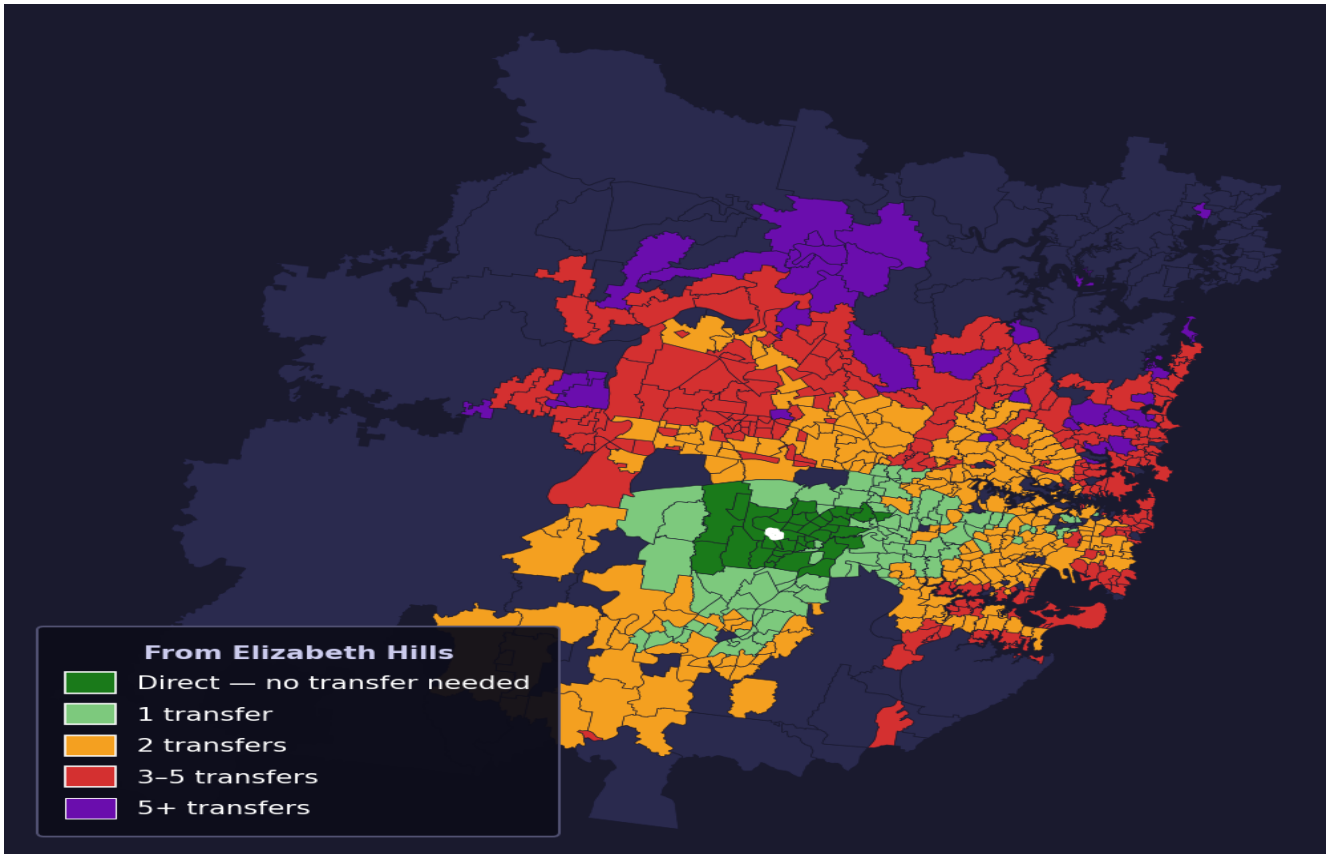 From Elizabeth Hills
Direct — no transfer needed
1 transfer
2 transfers
3–5 transfers
5+ transfers